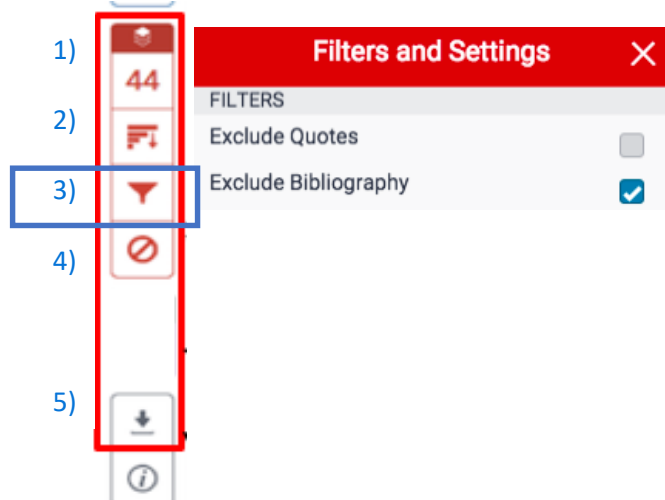 1)
44
2)
3)
4)
5)
Filters and Settings
FILTERS
Exclude Quotes
Exclude Bibliography